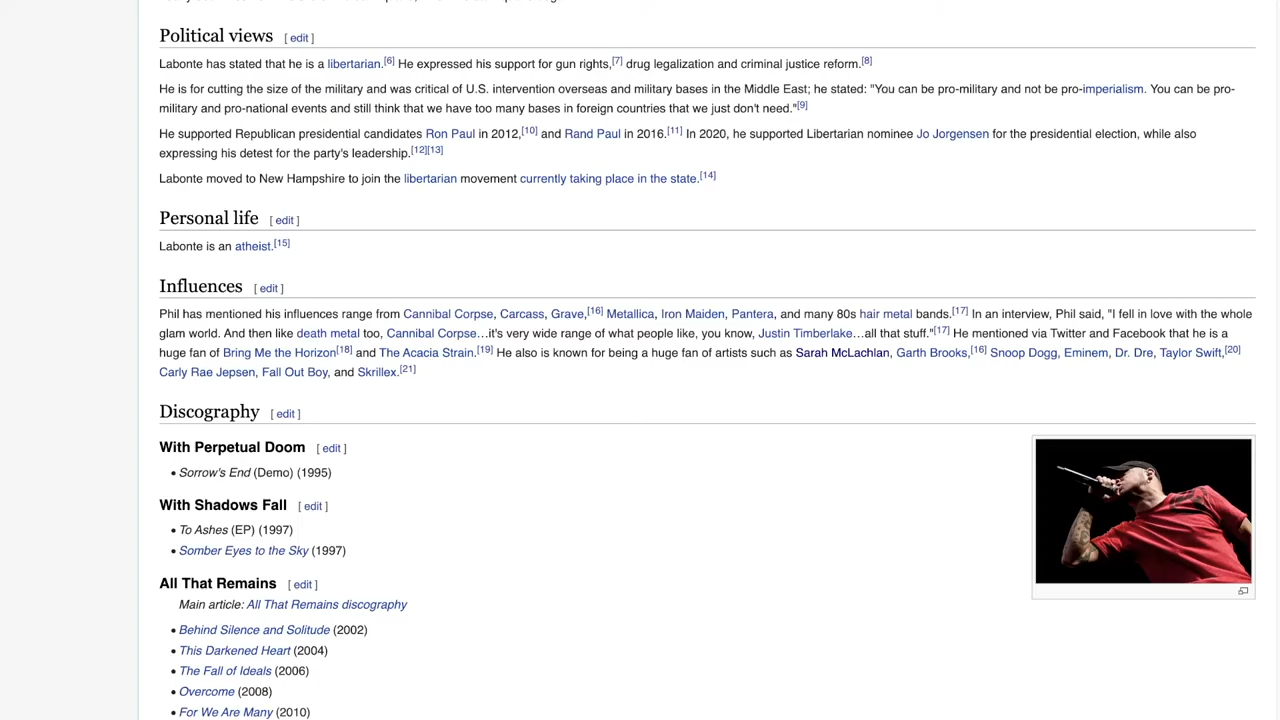 Political views [ edit ]
Labonte has stated that he is a libertarian.[6] He expressed his support for gun rights,[7] drug legalization and criminal justice reform.[8]
He is for cutting the size of the military and was critical of U.S. intervention overseas and military bases in the Middle East; he stated: "You can be pro-military and not be pro-imperialism. You can be pro-
military and pro-national events and still think that we have too many bases in foreign countries that we just don't need."[9]
He supported Republican presidential candidates Ron Paul in 2012,[10] and Rand Paul in 2016.[11] In 2020, he supported Libertarian nominee Jo Jorgensen for the presidential election, while also
expressing his detest for the party's leadership.[12][13]
Labonte moved to New Hampshire to join the libertarian movement currently taking place in the state.[14]
Personal life [ edit ]
Labonte is an atheist.[15]
Influences [ edit ]
Phil has mentioned his influences range from Cannibal Corpse, Carcass, Grave,[16] Metallica, Iron Maiden, Pantera, and many 80s hair metal bands.[17] In an interview, Phil said, "I fell in love with the whole
glam world. And then like death metal too, Cannibal Corpse...it's very wide range of what people like, you know, Justin Timberlake...all that stuff."[17] He mentioned via Twitter and Facebook that he is a
huge fan of Bring Me the Horizon[18] and The Acacia Strain.[19] He also is known for being a huge fan of artists such as Sarah McLachlan, Garth Brooks,[16] Snoop Dogg, Eminem, Dr. Dre, Taylor Swift,[20]
Carly Rae Jepsen, Fall Out Boy, and Skrillex.[21]
Discography [ edit ]
With Perpetual Doom [ edit ]
• Sorrow's End (Demo) (1995)
With Shadows Fall [ edit ]
• To Ashes (EP) (1997)
• Somber Eyes to the Sky (1997)
All That Remains [ edit ]
Main article: All That Remains discography
• Behind Silence and Solitude (2002)
• This Darkened Heart (2004)
• The Fall of Ideals (2006)
• Overcome (2008)
• For We Are Many (2010)